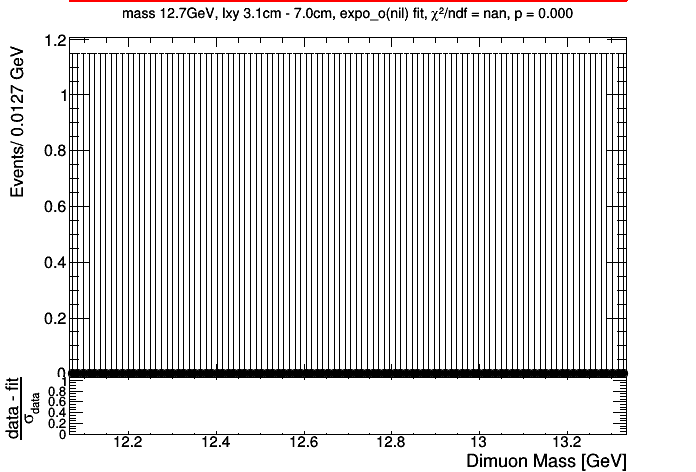 mass 12.7GeV, lxy 3.1cm - 7.0cm, expo_o(nil) fit, χ²/ndf = nan, p = 0.000
Events/ 0.0127 GeV
1.2
1
0.8
0.6
0.4
0.2
0
data - fit
σdata
1
0.8
0.6
0.4
0.2
0
12.2 12.4 12.6 12.8 13 13.2
Dimuon Mass [GeV]